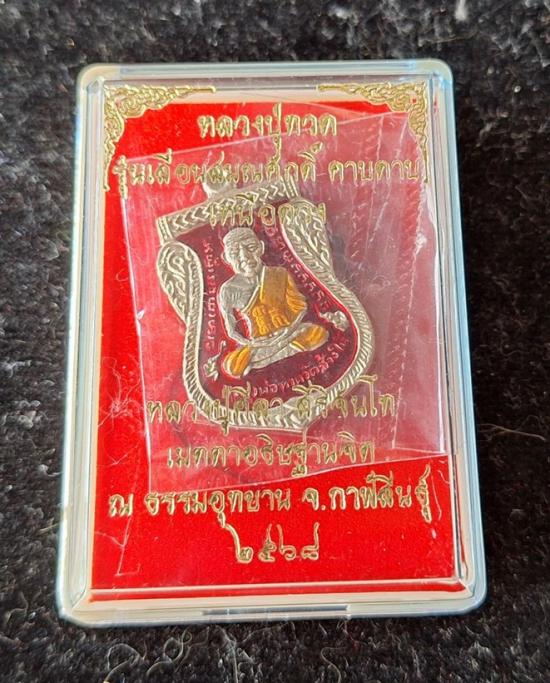 หลวงปู่ทวด
รุ่นเลื่อนสมณศักดิ์ คาบดาบ
เหนือดวง
หลวงปู่ศิลา สิริจันโท
เมตตาอธิษฐานจิต
ณ ธรรมอุทยาน จ.กาฬสินธุ์
๒๕๖๘